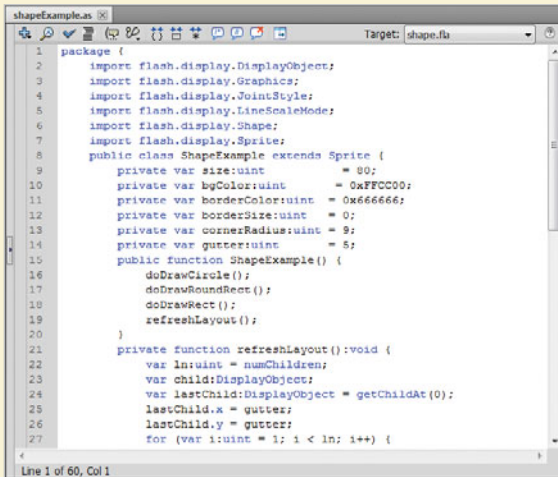 shapeExample.as
Target: shape.fla
1 package {
2 import flash.display.DisplayObject;
3 import flash.display.Graphics;
4 import flash.display.JointStyle;
5 import flash.display.LineScaleMode;
6 import flash.display.Shape;
7 import flash.display.Sprite;
8 public class ShapeExample extends Sprite {
9 private var size:uint = 80;
10 private var bgColor:uint = 0xFFCC00;
11 private var borderColor:uint = 0x666666;
12 private var borderSize:uint = 0;
13 private var cornerRadius:uint = 9;
14 private var gutter:uint = 5;
15 public function ShapeExample() {
16 doDrawCircle();
17 doDrawRoundRect();
18 doDrawRect();
19 refreshLayout();
20 }
21 private function refreshLayout():void {
22 var ln:uint = numChildren;
23 var child:DisplayObject;
24 var lastChild:DisplayObject = getChildAt(0);
25 lastChild.x = gutter;
26 lastChild.y = gutter;
27 for (var i:uint = 1; i < ln; i++) {
Line 1 of 60, Col 1